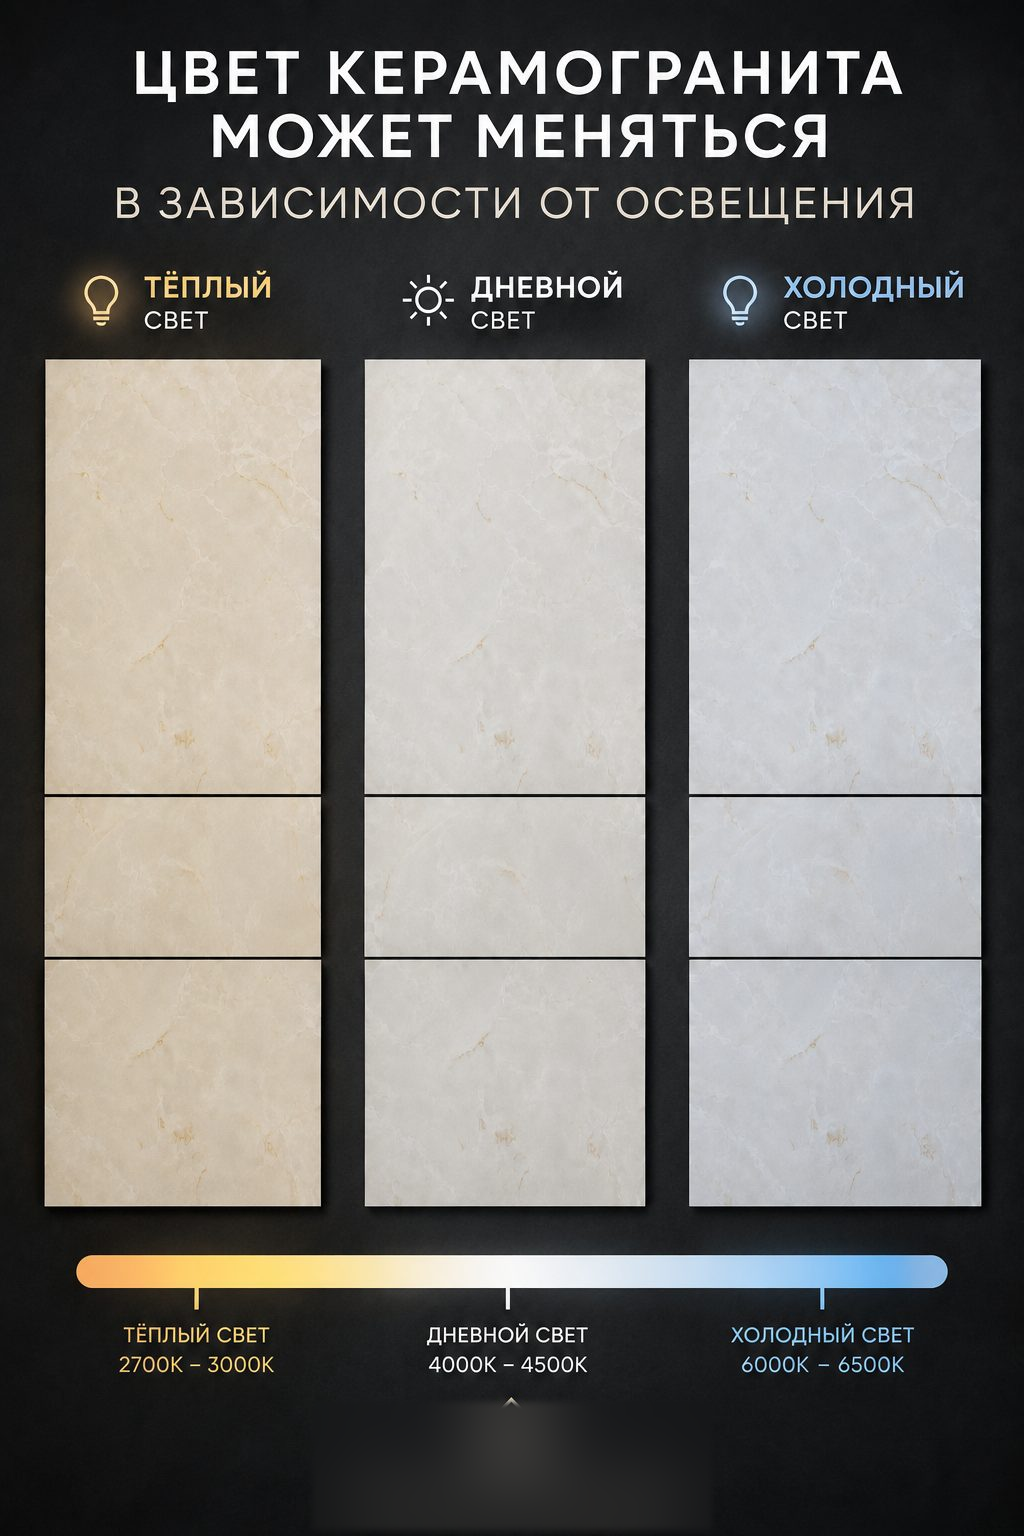 ЦВЕТ КЕРАМОГРАНИТА
МОЖЕТ МЕНЯТЬСЯ
В ЗАВИСИМОСТИ ОТ ОСВЕЩЕНИЯ
ТЁПЛЫЙ
СВЕТ
ДНЕВНОЙ
СВЕТ
ХОЛОДНЫЙ
СВЕТ
ТЁПЛЫЙ СВЕТ
2700K – 3000K
ДНЕВНОЙ СВЕТ
4000K – 4500K
ХОЛОДНЫЙ СВЕТ
6000K – 6500K